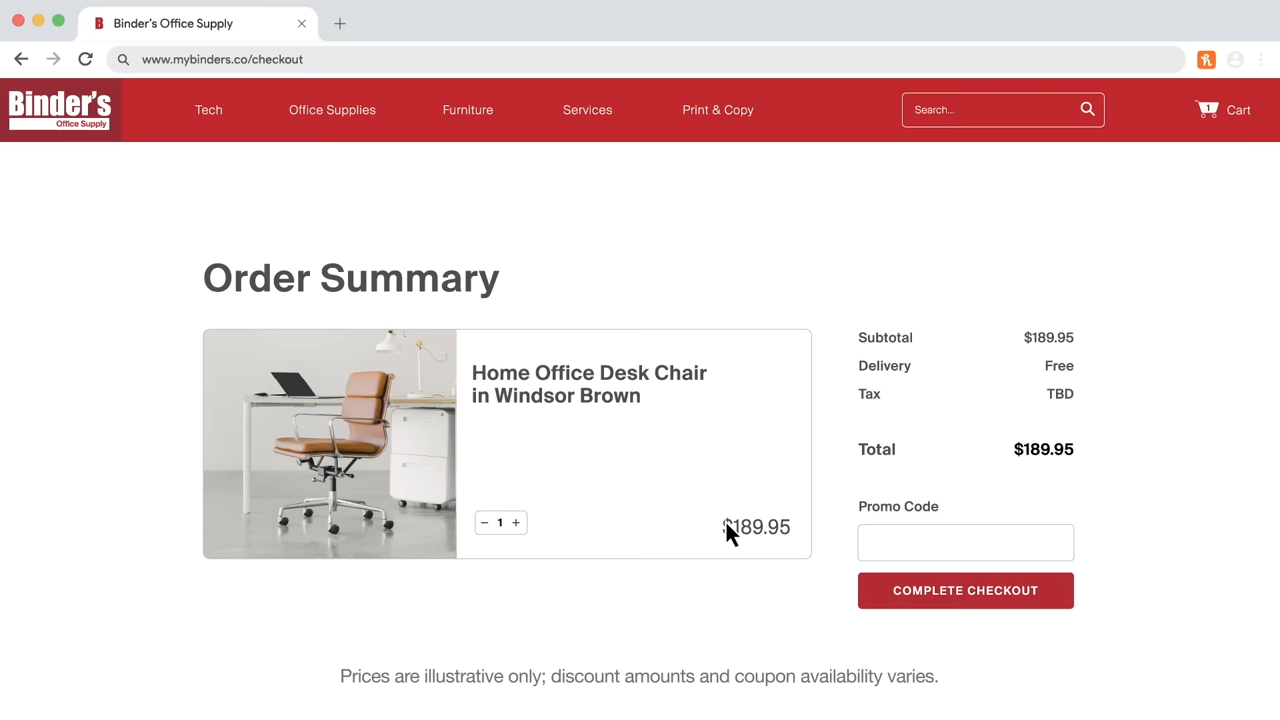 Binder's Office Supply
www.mybinders.co/checkout
Binder's
Office Supply
Tech
Office Supplies
Furniture
Services
Print & Copy
Search...
1
Cart
Order Summary
Home Office Desk Chair
in Windsor Brown
− 1 +
$189.95
Subtotal $189.95
Delivery Free
Tax TBD
Total $189.95
Promo Code
COMPLETE CHECKOUT
Prices are illustrative only; discount amounts and coupon availability varies.